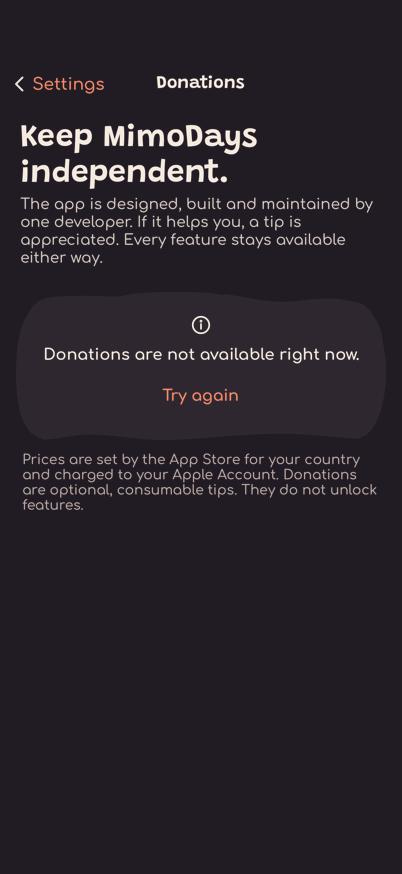 Settings
Donations
Keep MimoDays
independent.
The app is designed, built and maintained by
one developer. If it helps you, a tip is
appreciated. Every feature stays available
either way.
Donations are not available right now.
Try again
Prices are set by the App Store for your country
and charged to your Apple Account. Donations
are optional, consumable tips. They do not unlock
features.